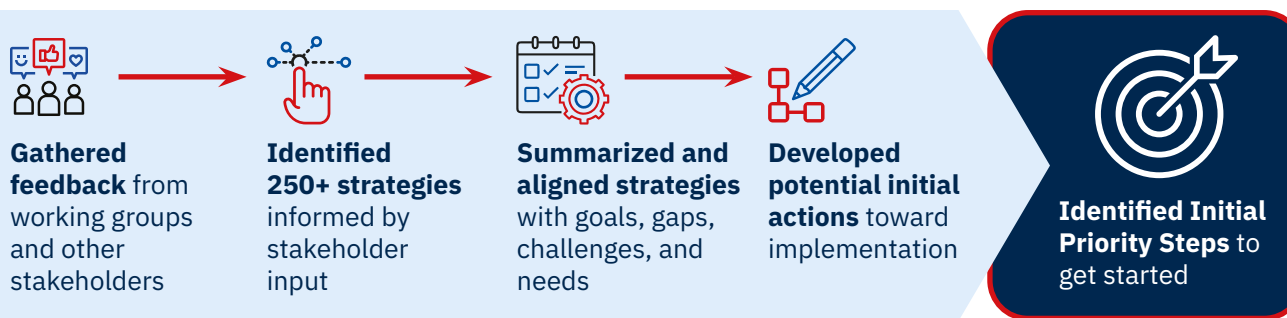 Gathered
feedback from
working groups
and other
stakeholders
Identified
250+ strategies
informed by
stakeholder
input
Summarized and
aligned strategies
with goals, gaps,
challenges, and
needs
Developed
potential initial
actions toward
implementation
Identified Initial
Priority Steps to
get started